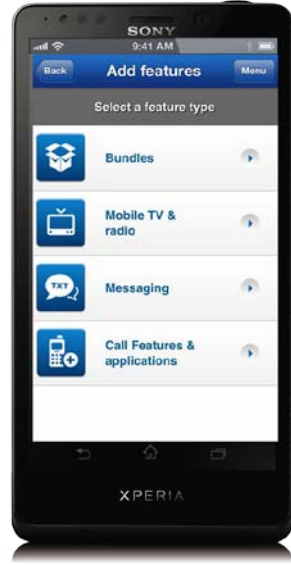 SONY
9:41 AM
Back
Add features
Menu
Select a feature type
Bundles
Mobile TV &
radio
TXT
Messaging
Call Features &
applications
XPERIA